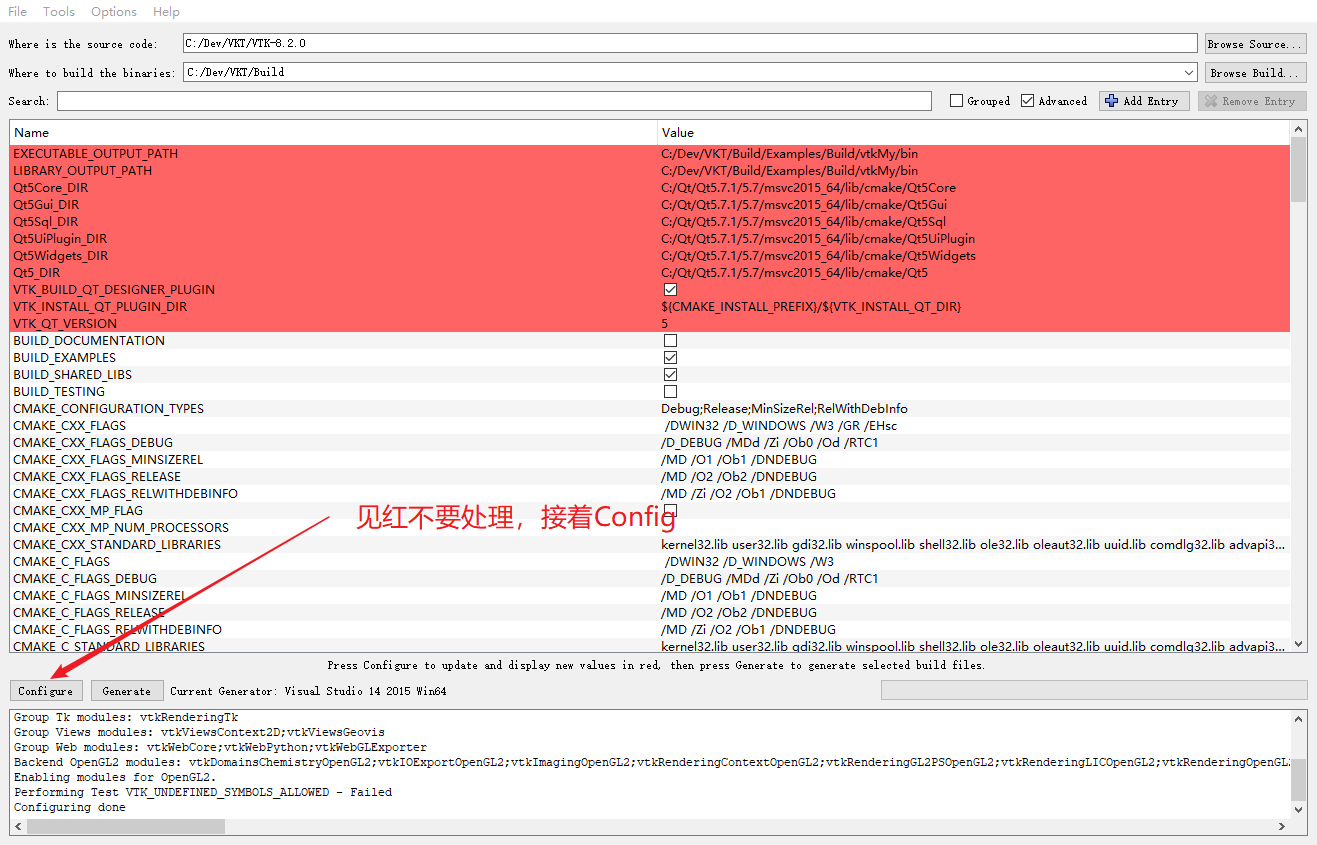 File Tools Options Help
Where is the source code: C:/Dev/VKT/VTK-8.2.0 Browse Source...
Where to build the binaries: C:/Dev/VKT/Build Browse Build...
Search: Grouped Advanced Add Entry Remove Entry
Name Value
EXECUTABLE_OUTPUT_PATH C:/Dev/VKT/Build/Examples/Build/vtkMy/bin
LIBRARY_OUTPUT_PATH C:/Dev/VKT/Build/Examples/Build/vtkMy/bin
Qt5Core_DIR C:/Qt/Qt5.7.1/5.7/msvc2015_64/lib/cmake/Qt5Core
Qt5Gui_DIR C:/Qt/Qt5.7.1/5.7/msvc2015_64/lib/cmake/Qt5Gui
Qt5Sql_DIR C:/Qt/Qt5.7.1/5.7/msvc2015_64/lib/cmake/Qt5Sql
Qt5UiPlugin_DIR C:/Qt/Qt5.7.1/5.7/msvc2015_64/lib/cmake/Qt5UiPlugin
Qt5Widgets_DIR C:/Qt/Qt5.7.1/5.7/msvc2015_64/lib/cmake/Qt5Widgets
Qt5_DIR C:/Qt/Qt5.7.1/5.7/msvc2015_64/lib/cmake/Qt5
VTK_BUILD_QT_DESIGNER_PLUGIN
VTK_INSTALL_QT_PLUGIN_DIR ${CMAKE_INSTALL_PREFIX}/${VTK_INSTALL_QT_DIR}
VTK_QT_VERSION 5
BUILD_DOCUMENTATION
BUILD_EXAMPLES
BUILD_SHARED_LIBS
BUILD_TESTING
CMAKE_CONFIGURATION_TYPES Debug;Release;MinSizeRel;RelWithDebInfo
CMAKE_CXX_FLAGS /DWIN32 /D_WINDOWS /W3 /GR /EHsc
CMAKE_CXX_FLAGS_DEBUG /D_DEBUG /MDd /Zi /Ob0 /Od /RTC1
CMAKE_CXX_FLAGS_MINSIZEREL /MD /O1 /Ob1 /DNDEBUG
CMAKE_CXX_FLAGS_RELEASE /MD /O2 /Ob2 /DNDEBUG
CMAKE_CXX_FLAGS_RELWITHDEBINFO /MD /Zi /O2 /Ob1 /DNDEBUG
CMAKE_CXX_MP_FLAG
见红不要处理，接着Config
CMAKE_CXX_MP_NUM_PROCESSORS
CMAKE_CXX_STANDARD_LIBRARIES kernel32.lib user32.lib gdi32.lib winspool.lib shell32.lib ole32.lib oleaut32.lib uuid.lib comdlg32.lib advapi3...
CMAKE_C_FLAGS /DWIN32 /D_WINDOWS /W3
CMAKE_C_FLAGS_DEBUG /D_DEBUG /MDd /Zi /Ob0 /Od /RTC1
CMAKE_C_FLAGS_MINSIZEREL /MD /O1 /Ob1 /DNDEBUG
CMAKE_C_FLAGS_RELEASE /MD /O2 /Ob2 /DNDEBUG
CMAKE_C_FLAGS_RELWITHDEBINFO /MD /Zi /O2 /Ob1 /DNDEBUG
CMAKE_C_STANDARD_LIBRARIES kernel32.lib user32.lib gdi32.lib winspool.lib shell32.lib ole32.lib oleaut32.lib uuid.lib comdlg32.lib advapi3...
Press Configure to update and display new values in red, then press Generate to generate selected build files.
Configure Generate Current Generator: Visual Studio 14 2015 Win64
Group Tk modules: vtkRenderingTk
Group Views modules: vtkViewsContext2D;vtkViewsGeovis
Group Web modules: vtkWebCore;vtkWebPython;vtkWebGLExporter
Backend OpenGL2 modules: vtkDomainsChemistryOpenGL2;vtkIOExportOpenGL2;vtkImagingOpenGL2;vtkRenderingContextOpenGL2;vtkRenderingGL2PSOpenGL2;vtkRenderingLICOpenGL2;vtkRenderingOpenGL2
Enabling modules for OpenGL2.
Performing Test VTK_UNDEFINED_SYMBOLS_ALLOWED - Failed
Configuring done